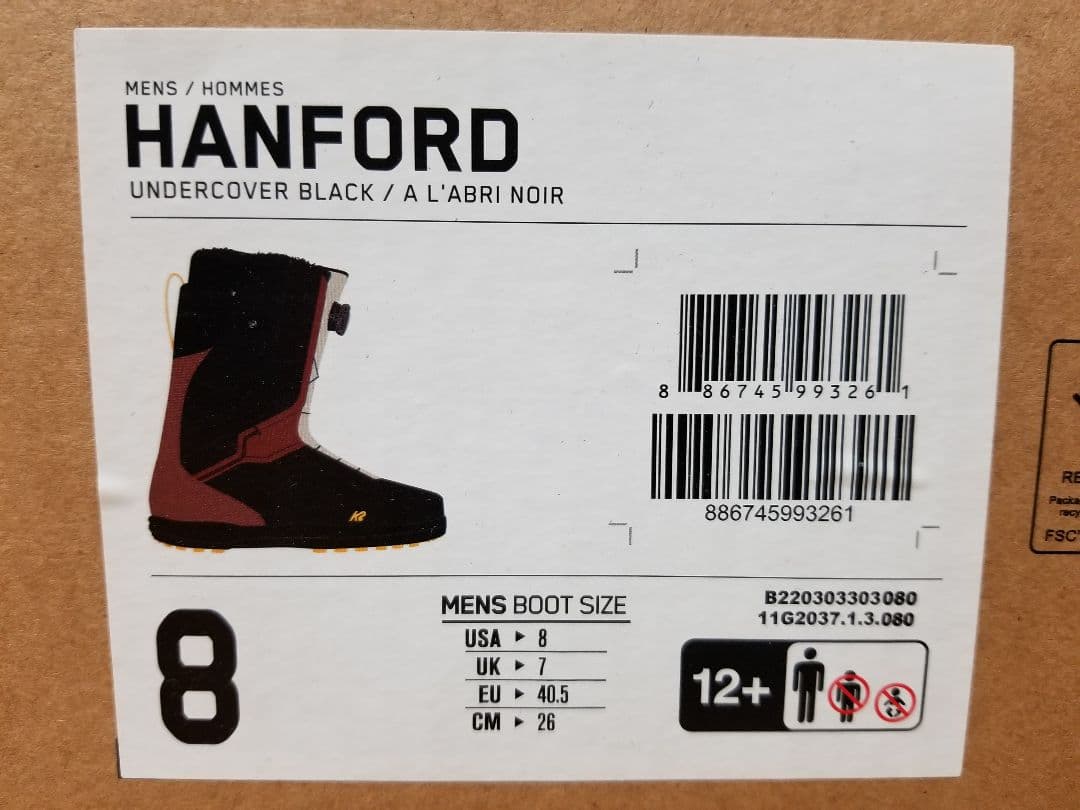 MENS / HOMMES
HANFORD
UNDERCOVER BLACK / A L'ABRI NOIR
K2
8 86745 99326 1
886745993261
8
MENS BOOT SIZE
USA ▶ 8
UK ▶ 7
EU ▶ 40.5
CM ▶ 26
B220303303080
11G2037.1.3.080
12+
FSC